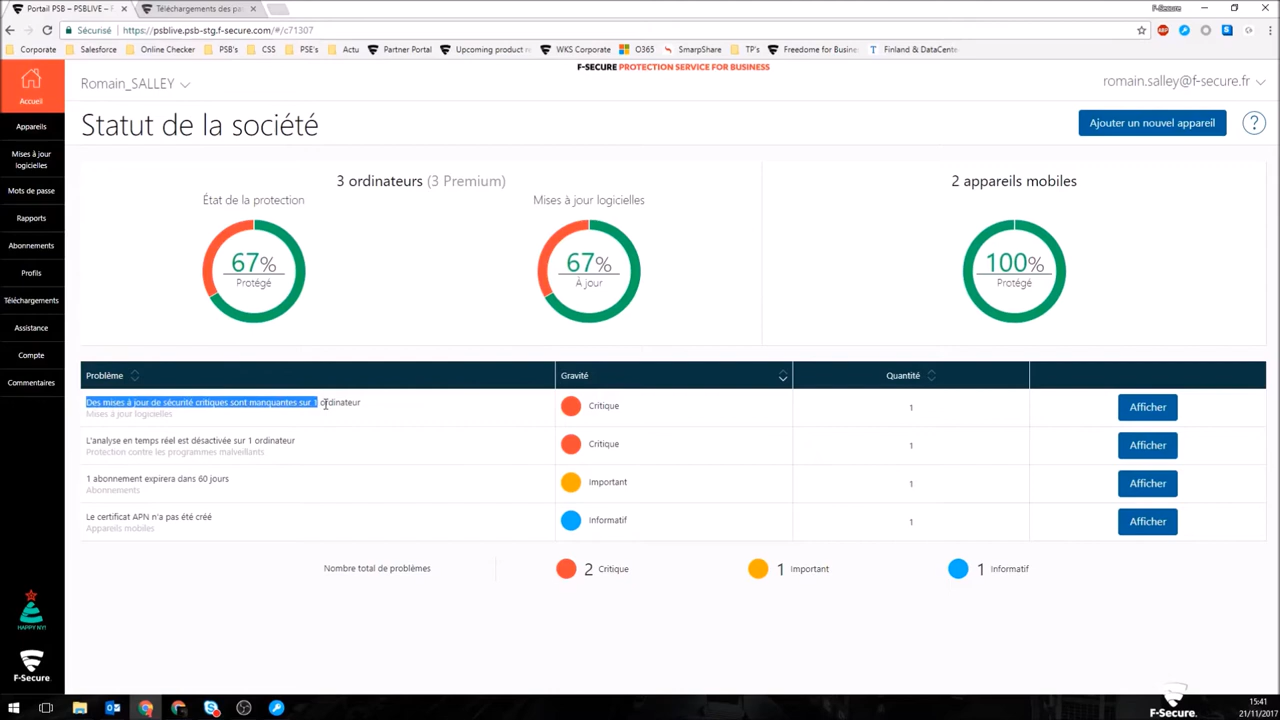 Portail PSB – PSBLIVE – F-S
Téléchargements des pa
F-Secure
Sécurisé
https://psblive.psb-stg.f-secure.com/#/c71307
Corporate
Salesforce
Online Checker
PSB's
CSS
PSE's
Actu
Partner Portal
Upcoming product re
WKS Corporate
O365
SmarpShare
TP's
Freedome for Busine
Finland & DataCente
F-SECURE PROTECTION SERVICE FOR BUSINESS
Romain_SALLEY
romain.salley@f-secure.fr
Statut de la société
Ajouter un nouvel appareil
?
Accueil
Appareils
Mises à jour
logicielles
Mots de passe
Rapports
Abonnements
Profils
Téléchargements
Assistance
Compte
Commentaires
HAPPY NY!
F-Secure.
3 ordinateurs (3 Premium)
2 appareils mobiles
État de la protection
Mises à jour logicielles
67%
Protégé
67%
À jour
100%
Protégé
Problème
Gravité
Quantité
Des mises à jour de sécurité critiques sont manquantes sur 1 ordinateur
Mises à jour logicielles
Critique
1
Afficher
L'analyse en temps réel est désactivée sur 1 ordinateur
Protection contre les programmes malveillants
Critique
1
Afficher
1 abonnement expirera dans 60 jours
Abonnements
Important
1
Afficher
Le certificat APN n'a pas été créé
Appareils mobiles
Informatif
1
Afficher
Nombre total de problèmes
2 Critique
1 Important
1 Informatif
F-Secure.
15:41
21/11/2017